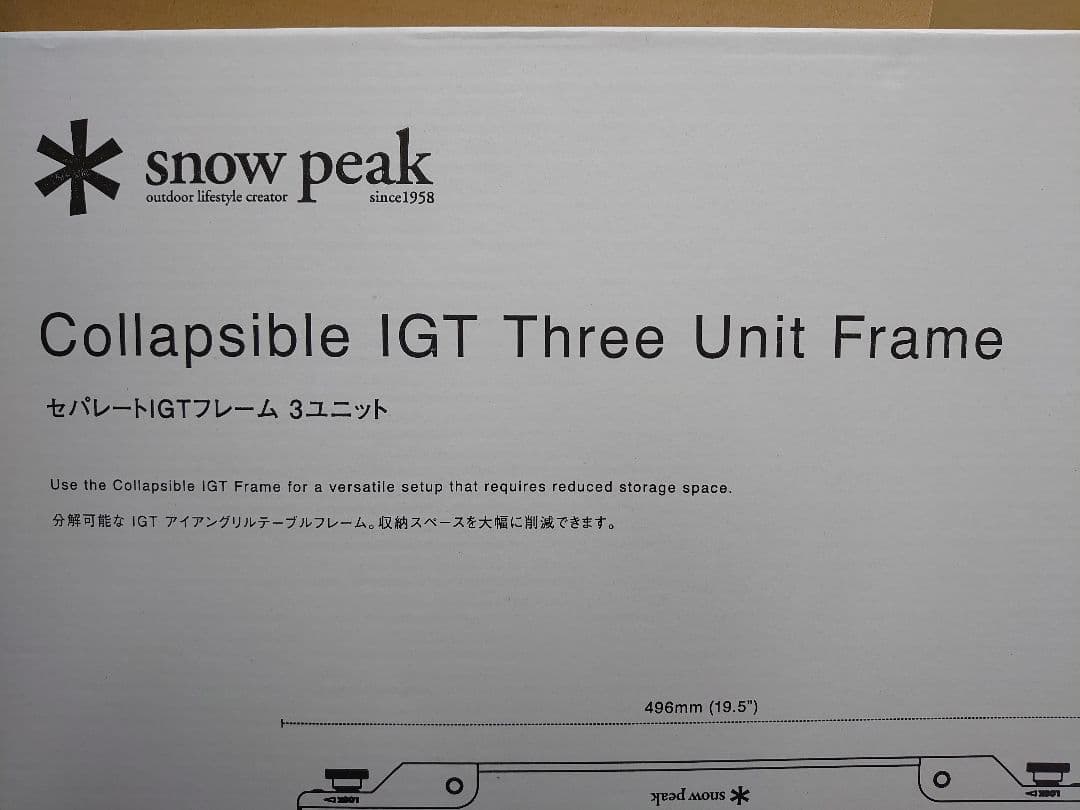 snow peak
outdoor lifestyle creator since1958
Collapsible IGT Three Unit Frame
セパレートIGTフレーム 3ユニット
Use the Collapsible IGT Frame for a versatile setup that requires reduced storage space.
分解可能な IGT アイアングリルテーブルフレーム。収納スペースを大幅に削減できます。
496mm (19.5")
LOCK
snow peak
LOCK